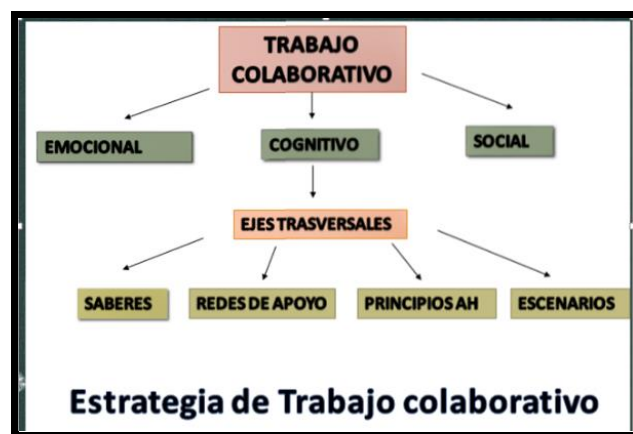 TRABAJO
COLABORATIVO
EMOCIONAL
COGNITIVO
SOCIAL
EJES TRASVERSALES
SABERES
REDES DE APOYO
PRINCIPIOS AH
ESCENARIOS
Estrategia de Trabajo colaborativo